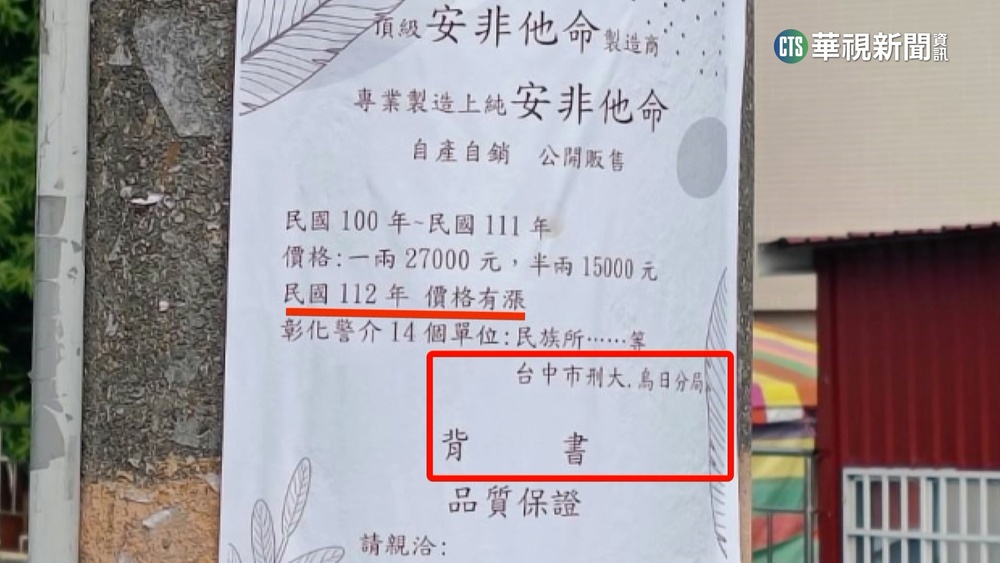 CTS 華視新聞資訊
頂級安非他命製造商
專業製造上純安非他命
自產自銷 公開販售
民國 100 年~民國 111 年
價格:一兩 27000 元，半兩 15000 元
民國 112 年 價格有漲
彰化警介 14 個單位:民族所……等
台中市刑大.烏日分局
背 書
品質保證
請親洽: